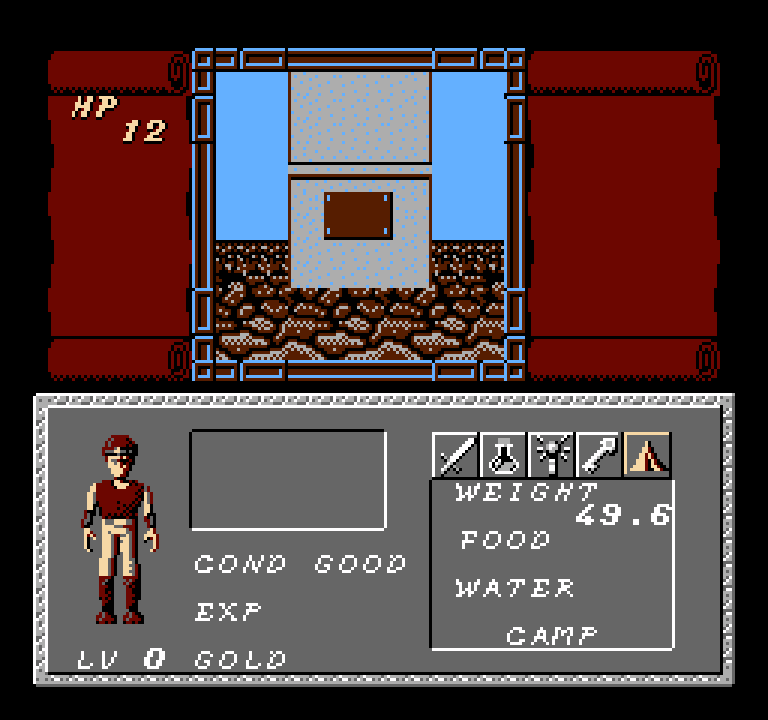 HP
12
WEIGHT
49.6
FOOD
COND GOOD
WATER
EXP
CAMP
LV 0 GOLD